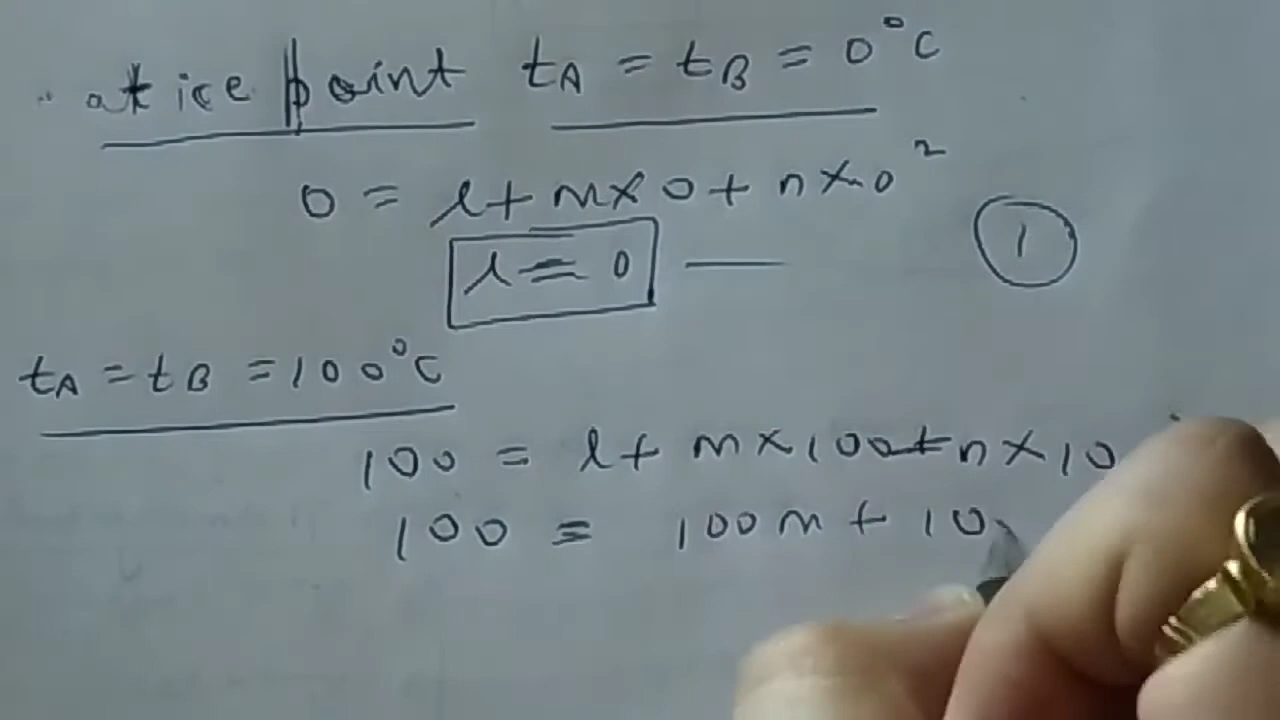 at ice point tA = tB = 0°C
0 = l + m × 0 + n × 0²
l = 0 — ①
tA = tB = 100°C
100 = l + m × 100 + n × 10
100 = 100 m + 10